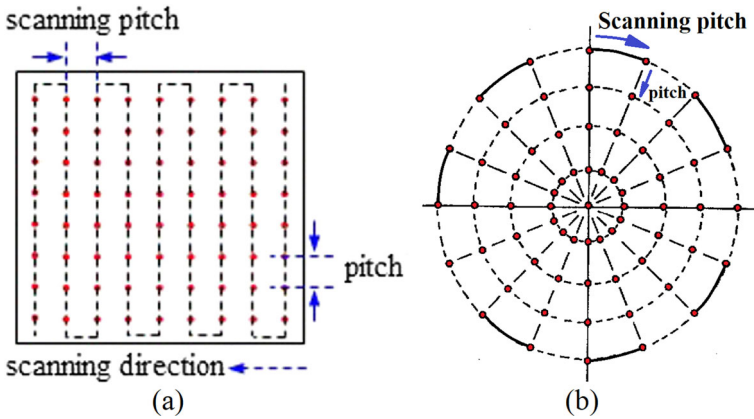 scanning pitch
pitch
scanning direction
(a)
Scanning pitch
pitch
(b)